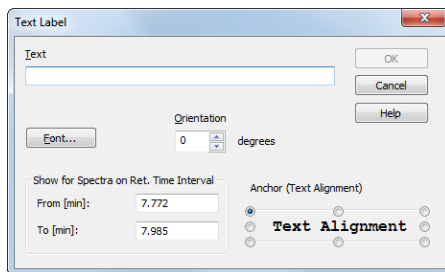 Text Label
x
Text
OK
Cancel
Help
Orientation
Font...
0
degrees
Show for Spectra on Ret. Time Interval
From [min]:
7.772
To [min]:
7.985
Anchor (Text Alignment)
Text Alignment